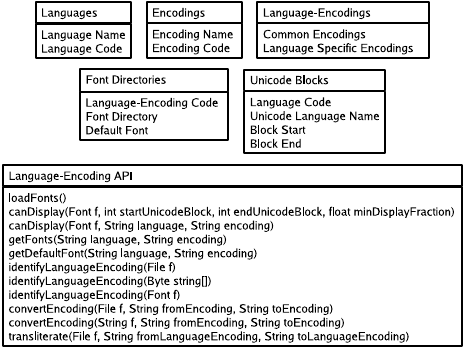 Languages
Language Name
Language Code
Encodings
Encoding Name
Encoding Code
Language-Encodings
Common Encodings
Language Specific Encodings
Font Directories
Language-Encoding Code
Font Directory
Default Font
Unicode Blocks
Language Code
Unicode Language Name
Block Start
Block End
Language-Encoding API
loadFonts()
canDisplay(Font f, int startUnicodeBlock, int endUnicodeBlock, float minDisplayFraction)
canDisplay(Font f, String language, String encoding)
getFonts(String language, String encoding)
getDefaultFont(String language, String encoding)
identifyLanguageEncoding(File f)
identifyLanguageEncoding(Byte string[])
identifyLanguageEncoding(Font f)
convertEncoding(File f, String fromEncoding, String toEncoding)
convertEncoding(String f, String fromEncoding, String toEncoding)
transliterate(File f, String fromLanguageEncoding, String toLanguageEncoding)